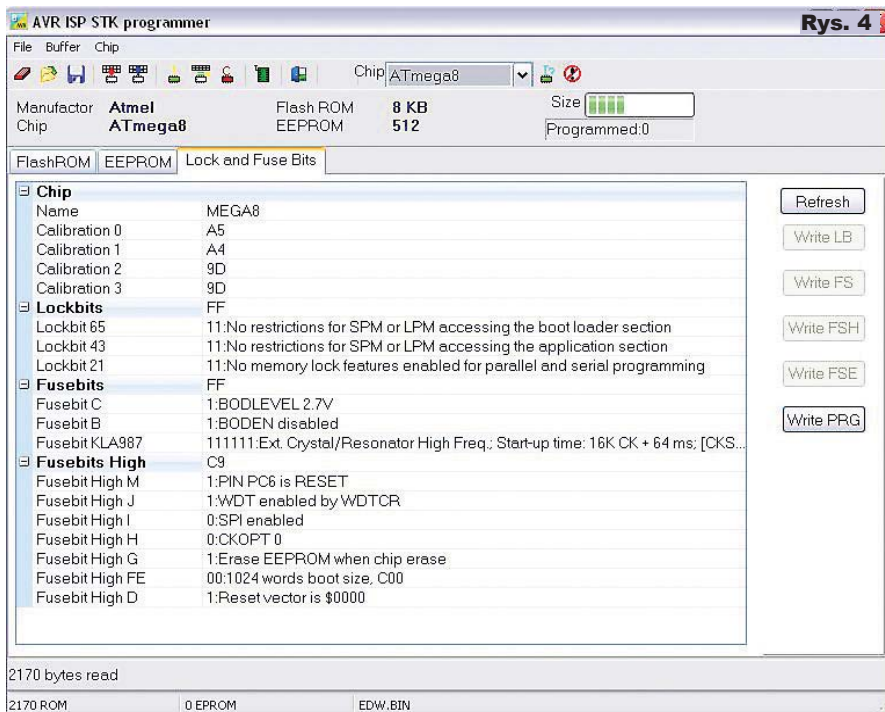 AVR ISP STK programmer
Rys. 4
File Buffer Chip
Chip ATmega8
Manufactor Atmel Flash ROM 8 KB Size
Chip ATmega8 EEPROM 512 Programmed:0
FlashROM EEPROM Lock and Fuse Bits
Chip
Name MEGA8
Calibration 0 A5
Calibration 1 A4
Calibration 2 9D
Calibration 3 9D
Lockbits FF
Lockbit 65 11:No restrictions for SPM or LPM accessing the boot loader section
Lockbit 43 11:No restrictions for SPM or LPM accessing the application section
Lockbit 21 11:No memory lock features enabled for parallel and serial programming
Fusebits FF
Fusebit C 1:BODLEVEL 2.7V
Fusebit B 1:BODEN disabled
Fusebit KLA987 111111:Ext. Crystal/Resonator High Freq.; Start-up time: 16K CK + 64 ms; [CKS...
Fusebits High C9
Fusebit High M 1:PIN PC6 is RESET
Fusebit High J 1:WDT enabled by WDTCR
Fusebit High I 0:SPI enabled
Fusebit High H 0:CKOPT 0
Fusebit High G 1:Erase EEPROM when chip erase
Fusebit High FE 00:1024 words boot size, C00
Fusebit High D 1:Reset vector is $0000
Refresh
Write LB
Write FS
Write FSH
Write FSE
Write PRG
2170 bytes read
2170 ROM 0 EPROM EDW.BIN